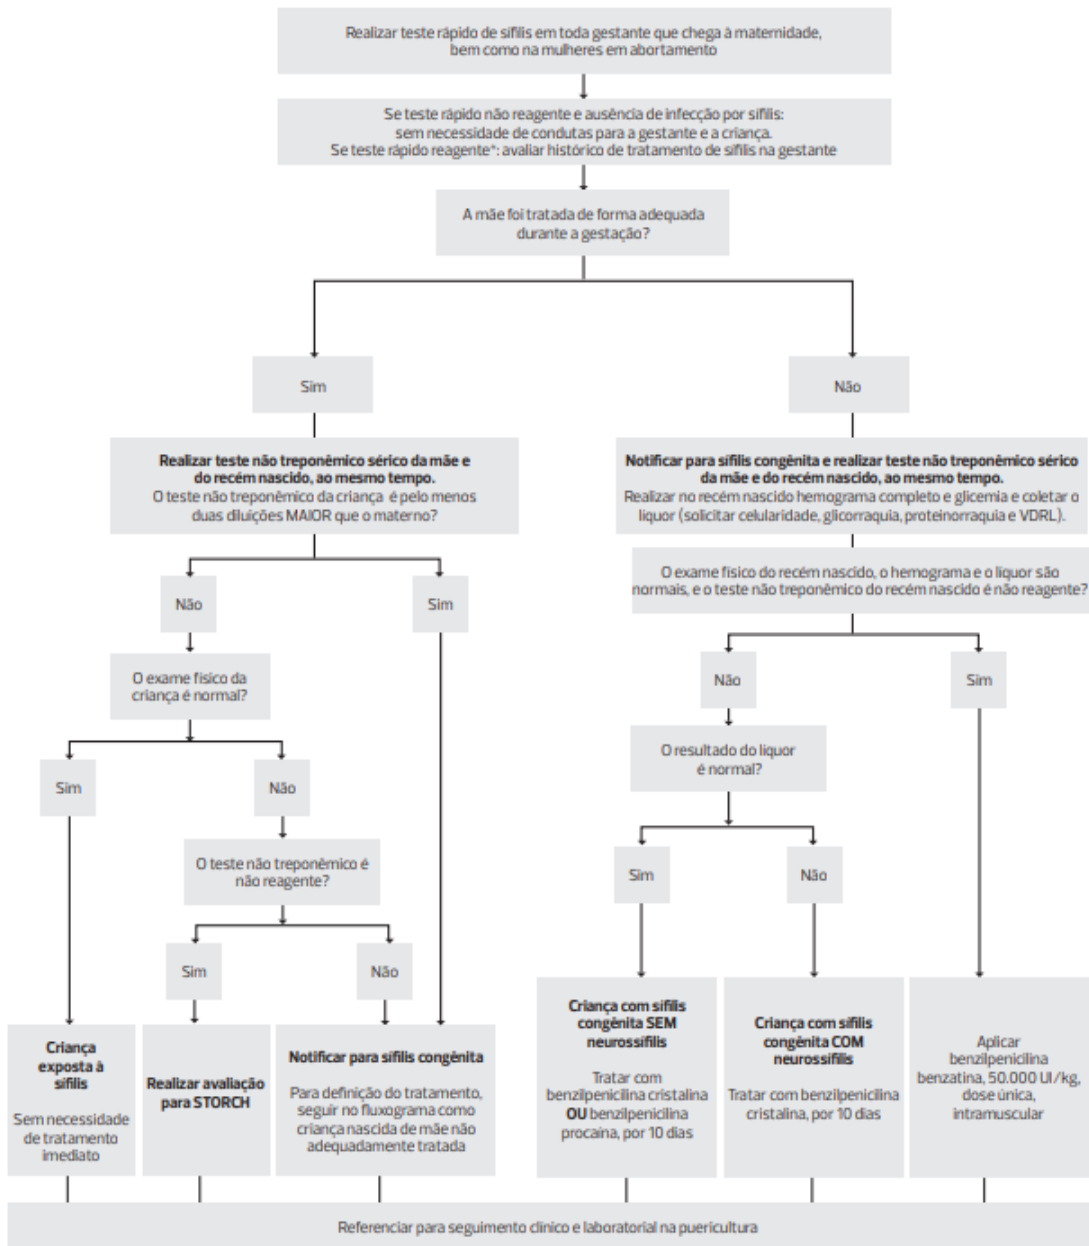 Realizar teste rápido de sífilis em toda gestante que chega à maternidade,
bem como na mulheres em abortamento
Se teste rápido não reagente e ausência de infecção por sífilis:
sem necessidade de condutas para a gestante e a criança.
Se teste rápido reagente*: avaliar histórico de tratamento de sífilis na gestante
A mãe foi tratada de forma adequada
durante a gestação?
Sim
Não
Realizar teste não treponêmico sérico da mãe e
do recém nascido, ao mesmo tempo.
O teste não treponêmico da criança é pelo menos
duas diluições MAIOR que o materno?
Notificar para sífilis congênita e realizar teste não treponêmico sérico
da mãe e do recém nascido, ao mesmo tempo.
Realizar no recém nascido hemograma completo e glicemia e coletar o
líquor (solicitar celularidade, glicorraquia, proteinorraquia e VDRL).
O exame físico do recém nascido, o hemograma e o líquor são
normais, e o teste não treponêmico do recém nascido é não reagente?
Não
Sim
O exame físico da
criança é normal?
Não
Sim
O resultado do líquor
é normal?
Sim
Não
O teste não treponêmico é
não reagente?
Sim
Não
Sim
Não
Criança
exposta à
sífilis
Sem necessidade
de tratamento
imediato
Realizar avaliação
para STORCH
Notificar para sífilis congênita
Para definição do tratamento,
seguir no fluxograma como
criança nascida de mãe não
adequadamente tratada
Criança com sífilis
congênita SEM
neurossífilis
Tratar com
benzilpenicilina cristalina
OU benzilpenicilina
procaína, por 10 dias
Criança com sífilis
congênita COM
neurossífilis
Tratar com benzilpenicilina
cristalina, por 10 dias
Aplicar
benzilpenicilina
benzatina, 50.000 UI/kg,
dose única,
intramuscular
Referenciar para seguimento clínico e laboratorial na puericultura